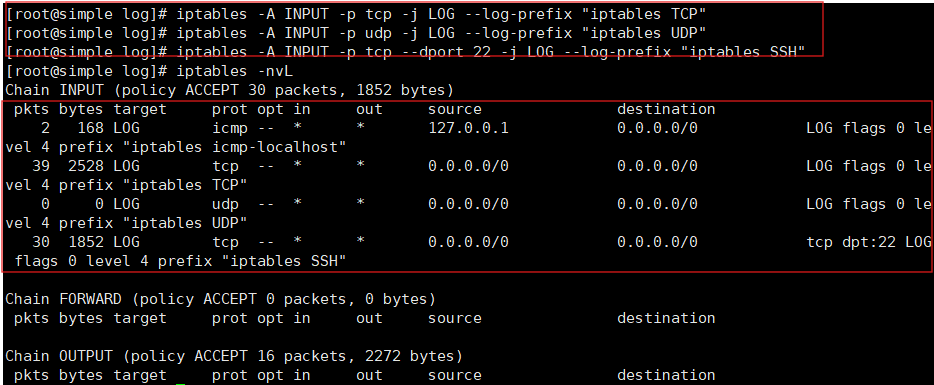 [root@simple log]# iptables -A INPUT -p tcp -j LOG --log-prefix "iptables TCP"
[root@simple log]# iptables -A INPUT -p udp -j LOG --log-prefix "iptables UDP"
[root@simple log]# iptables -A INPUT -p tcp --dport 22 -j LOG --log-prefix "iptables SSH"
[root@simple log]# iptables -nvL
Chain INPUT (policy ACCEPT 30 packets, 1852 bytes)
 pkts bytes target     prot opt in     out     source               destination
    2   168 LOG        icmp --  *      *       127.0.0.1            0.0.0.0/0            LOG flags 0 le
vel 4 prefix "iptables icmp-localhost"
   39  2528 LOG        tcp  --  *      *       0.0.0.0/0            0.0.0.0/0            LOG flags 0 le
vel 4 prefix "iptables TCP"
    0     0 LOG        udp  --  *      *       0.0.0.0/0            0.0.0.0/0            LOG flags 0 le
vel 4 prefix "iptables UDP"
   30  1852 LOG        tcp  --  *      *       0.0.0.0/0            0.0.0.0/0            tcp dpt:22 LOG
 flags 0 level 4 prefix "iptables SSH"
Chain FORWARD (policy ACCEPT 0 packets, 0 bytes)
 pkts bytes target     prot opt in     out     source               destination
Chain OUTPUT (policy ACCEPT 16 packets, 2272 bytes)
 pkts bytes target     prot opt in     out     source               destination